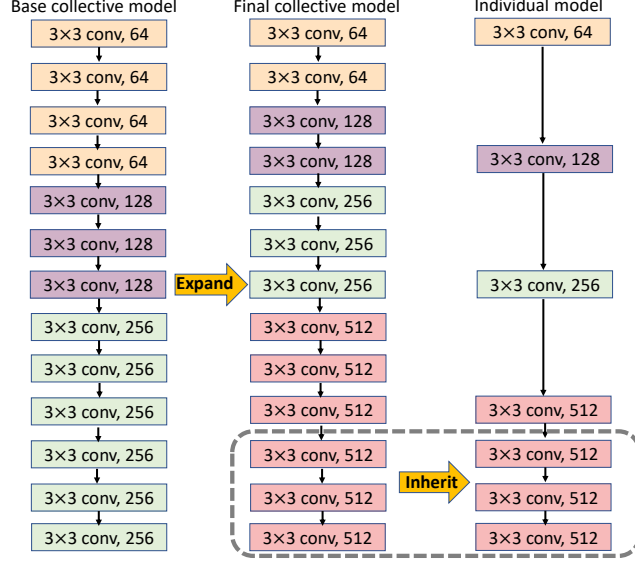 Base collective model
3×3 conv, 64
3×3 conv, 64
3×3 conv, 64
3×3 conv, 64
3×3 conv, 128
3×3 conv, 128
3×3 conv, 128
3×3 conv, 256
3×3 conv, 256
3×3 conv, 256
3×3 conv, 256
3×3 conv, 256
3×3 conv, 256
Expand
Final collective model
3×3 conv, 64
3×3 conv, 64
3×3 conv, 128
3×3 conv, 128
3×3 conv, 256
3×3 conv, 256
3×3 conv, 256
3×3 conv, 512
3×3 conv, 512
3×3 conv, 512
3×3 conv, 512
3×3 conv, 512
3×3 conv, 512
Inherit
Individual model
3×3 conv, 64
3×3 conv, 128
3×3 conv, 256
3×3 conv, 512
3×3 conv, 512
3×3 conv, 512
3×3 conv, 512